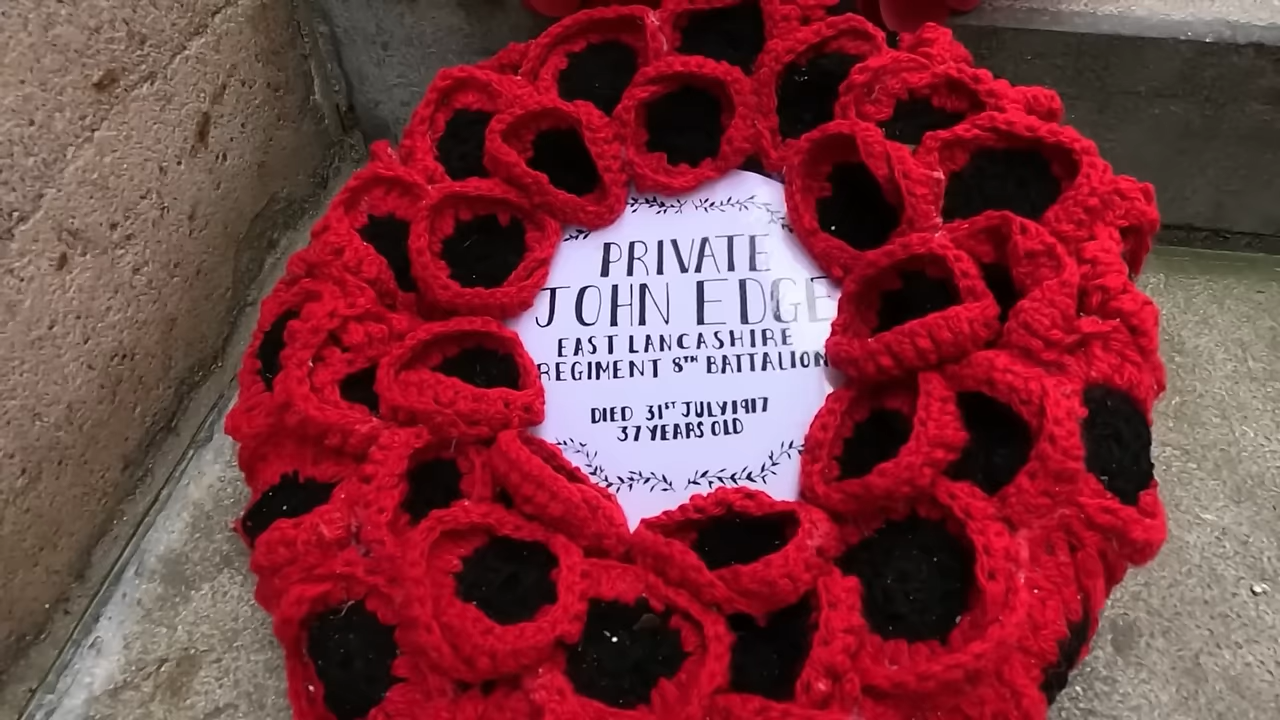 PRIVATE
JOHN EDGE
EAST LANCASHIRE
REGIMENT 8TH BATTALION
DIED 31ST JULY 1917
37 YEARS OLD